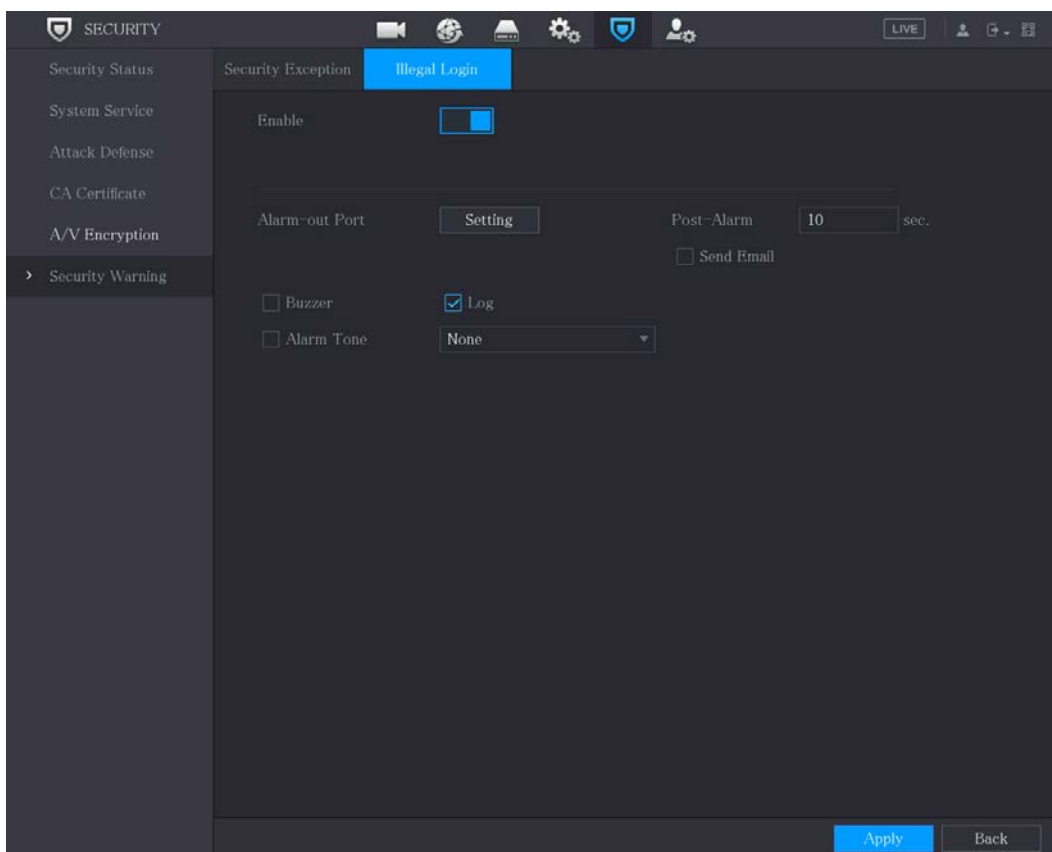 SECURITY
LIVE
Security Status
Security Exception
Illegal Login
System Service
Enable
Attack Defense
CA Certificate
Alarm-out Port
Setting
Post-Alarm
10
sec.
A/V Encryption
Send Email
Security Warning
Buzzer
Log
Alarm Tone
None
Apply
Back